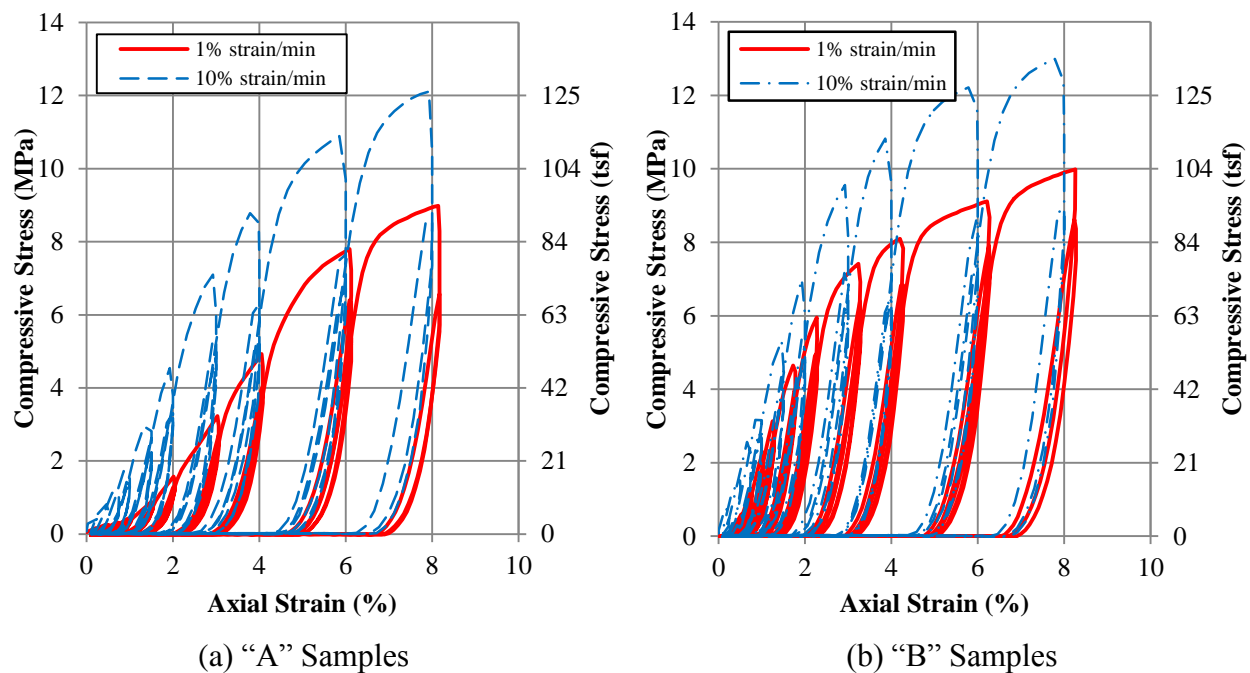 1% strain/min
10% strain/min
Compressive Stress (MPa)
14
12
10
8
6
4
2
0
0 2 4 6 8 10
Axial Strain (%)
125
104
84
63
42
21
0
Compressive Stress (tsf)
(a) “A” Samples
1% strain/min
10% strain/min
Compressive Stress (MPa)
14
12
10
8
6
4
2
0
0 2 4 6 8 10
Axial Strain (%)
125
104
84
63
42
21
0
Compressive Stress (tsf)
(b) “B” Samples